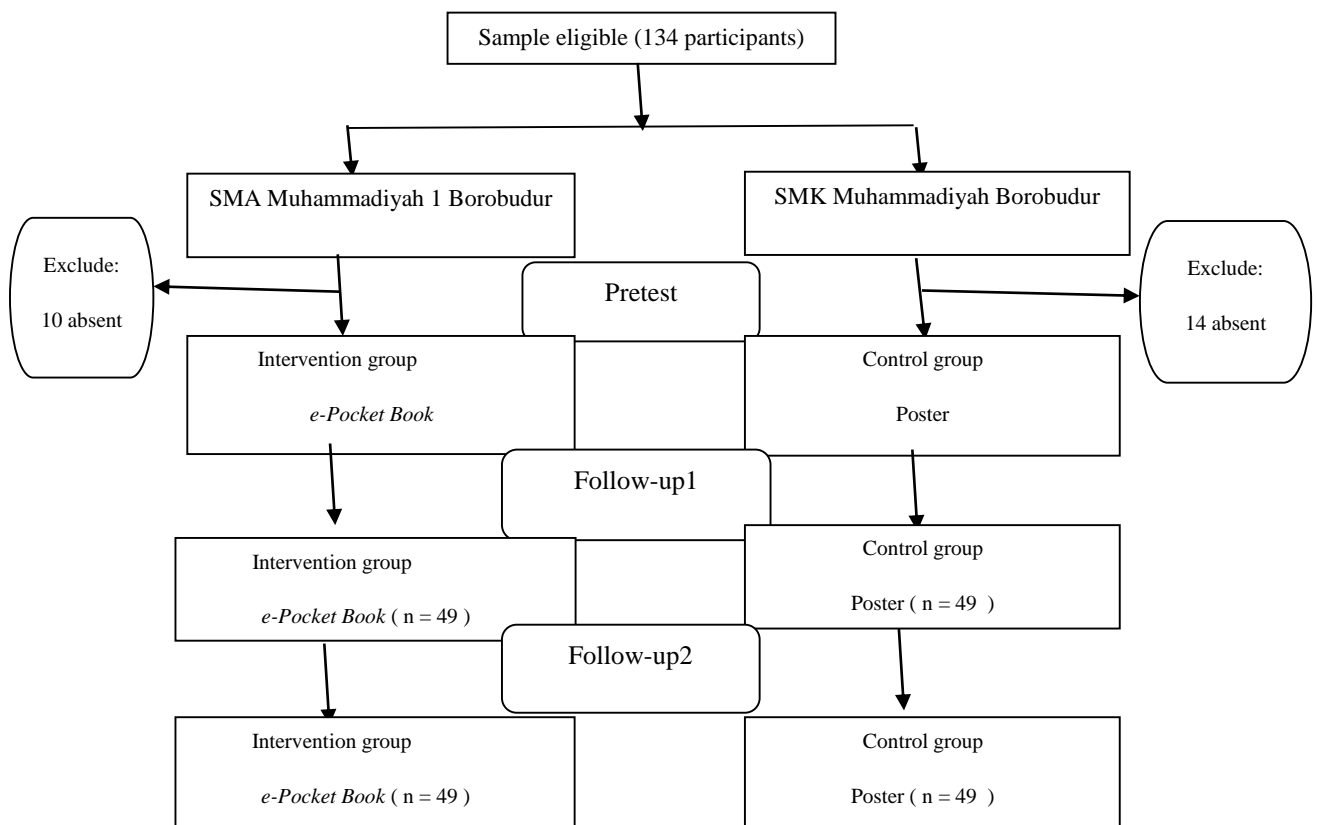 Sample eligible (134 participants)
SMA Muhammadiyah 1 Borobudur
SMK Muhammadiyah Borobudur
Exclude:
10 absent
Pretest
Exclude:
14 absent
Intervention group
e-Pocket Book
Control group
Poster
Follow-up1
Intervention group
e-Pocket Book ( n = 49 )
Control group
Poster ( n = 49 )
Follow-up2
Intervention group
e-Pocket Book ( n = 49 )
Control group
Poster ( n = 49 )